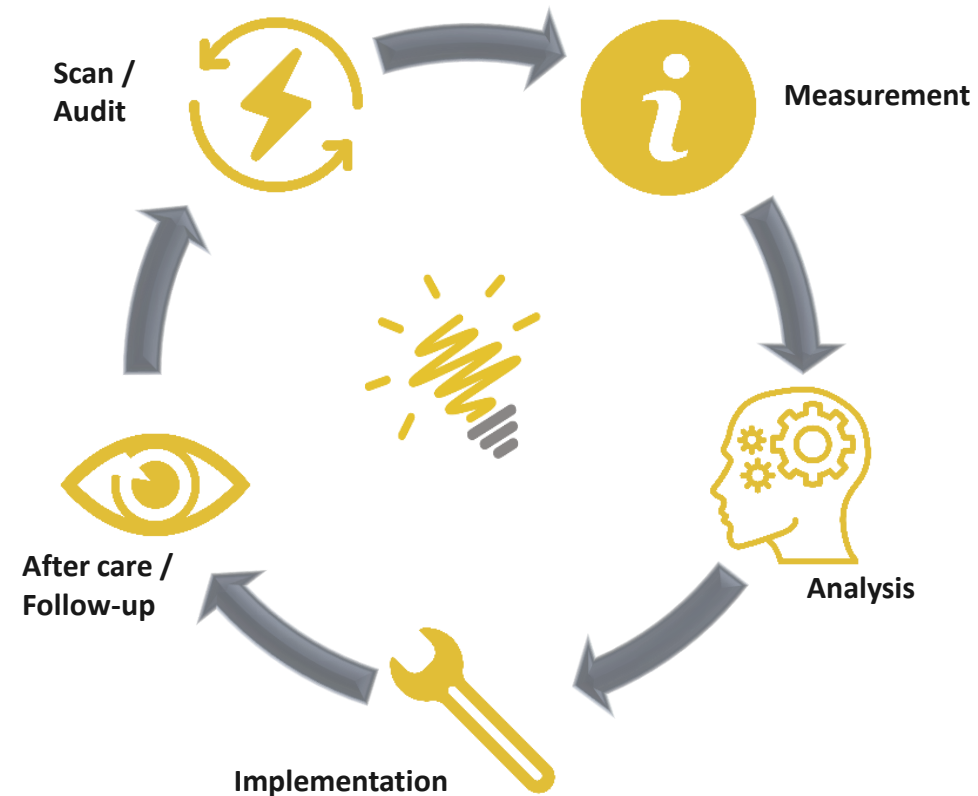 Scan /
Audit
Measurement
Analysis
Implementation
After care /
Follow-up